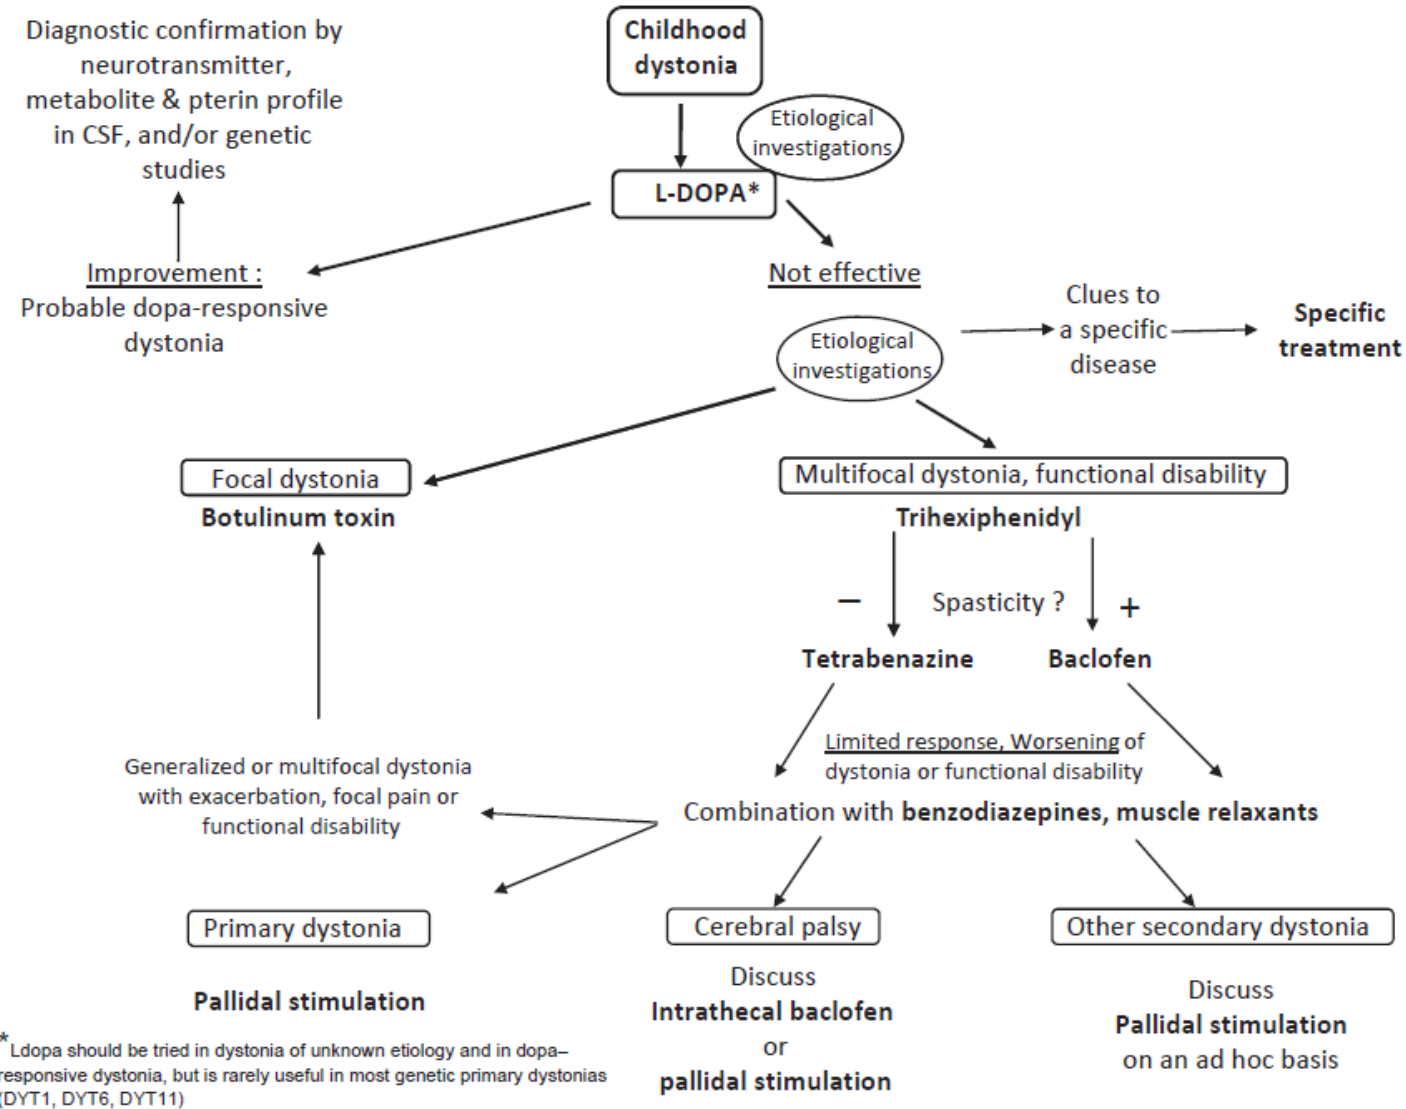 Diagnostic confirmation by
neurotransmitter,
metabolite & pterin profile
in CSF, and/or genetic
studies
Childhood
dystonia
Etiological
investigations
L-DOPA*
Improvement :
Probable dopa-responsive
dystonia
Not effective
Etiological
investigations
Clues to
a specific
disease
Specific
treatment
Focal dystonia
Botulinum toxin
Multifocal dystonia, functional disability
Trihexiphenidyl
– Spasticity ? +
Tetrabenazine
Baclofen
Limited response, Worsening of
dystonia or functional disability
Generalized or multifocal dystonia
with exacerbation, focal pain or
functional disability
Combination with benzodiazepines, muscle relaxants
Primary dystonia
Pallidal stimulation
Cerebral palsy
Discuss
Intrathecal baclofen
or
pallidal stimulation
Other secondary dystonia
Discuss
Pallidal stimulation
on an ad hoc basis
*Ldopa should be tried in dystonia of unknown etiology and in dopa–
responsive dystonia, but is rarely useful in most genetic primary dystonias
(DYT1, DYT6, DYT11)